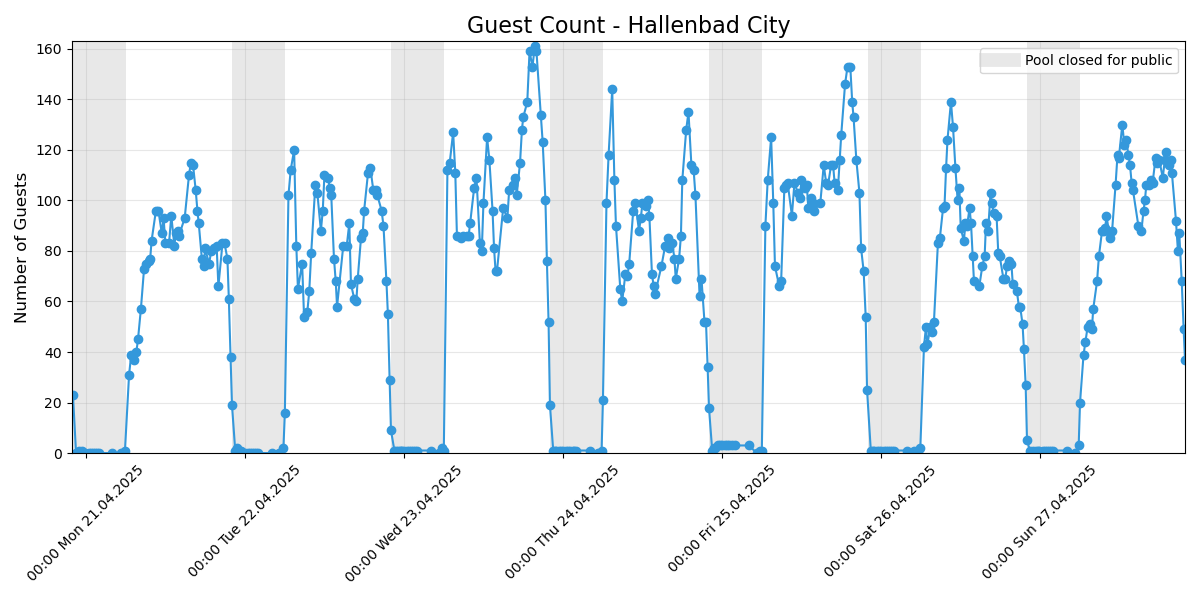 Guest Count - Hallenbad City
Pool closed for public
Number of Guests
160
140
120
100
80
60
40
20
0
00:00 Mon 21.04.2025
00:00 Tue 22.04.2025
00:00 Wed 23.04.2025
00:00 Thu 24.04.2025
00:00 Fri 25.04.2025
00:00 Sat 26.04.2025
00:00 Sun 27.04.2025